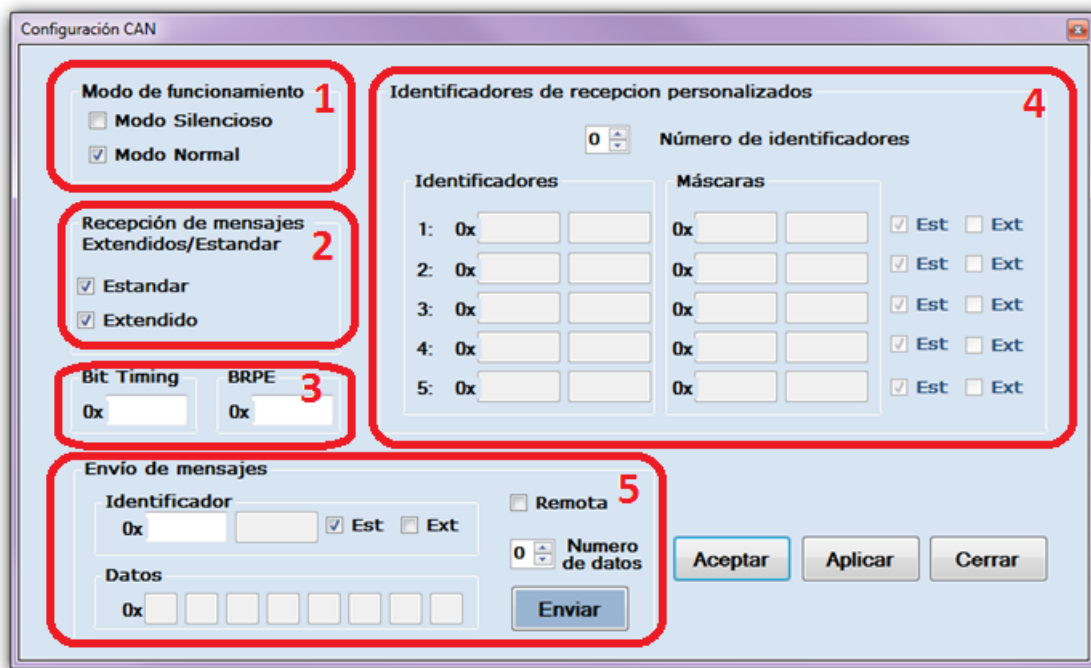 Configuración CAN
Modo de funcionamiento
1
Modo Silencioso
Modo Normal
Recepción de mensajes
Extendidos/Estandar
2
Estandar
Extendido
Bit Timing
BRPE
3
0x
0x
Identificadores de recepcion personalizados
4
0
Número de identificadores
Identificadores
Máscaras
1: 0x 0x Est Ext
2: 0x 0x Est Ext
3: 0x 0x Est Ext
4: 0x 0x Est Ext
5: 0x 0x Est Ext
Envío de mensajes
5
Identificador
0x Est Ext
Remota
0
Numero
de datos
Datos
0x
Enviar
Aceptar
Aplicar
Cerrar